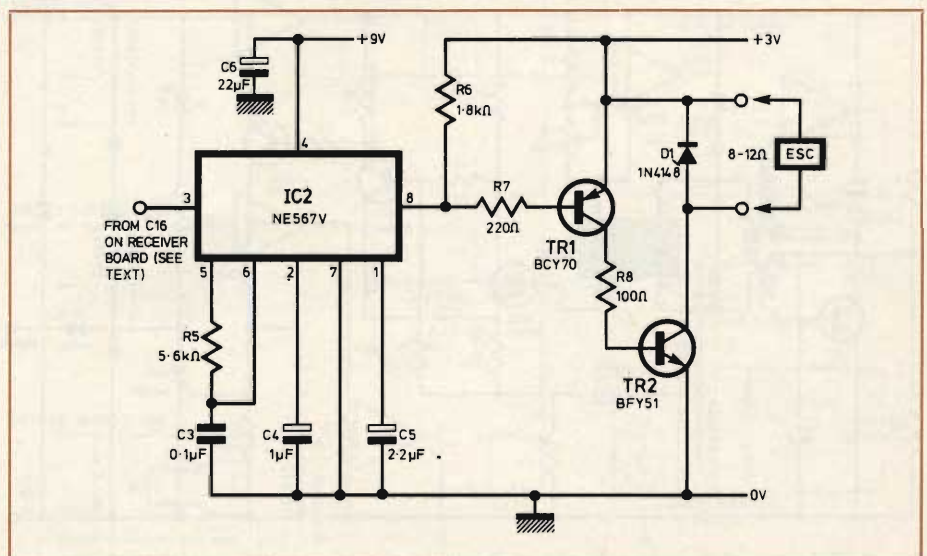 +9V
C6
22µF
4
3
IC2
NE567V
8
5
6
2
7
1
FROM C16
ON RECEIVER
BOARD (SEE
TEXT)
R5
5·6kΩ
C3
0·1µF
C4
1µF
C5
2·2µF
R6
1·8kΩ
R7
220Ω
TR1
BCY70
R8
100Ω
TR2
BFY51
+3V
D1
1N4148
8-12Ω
ESC
0V